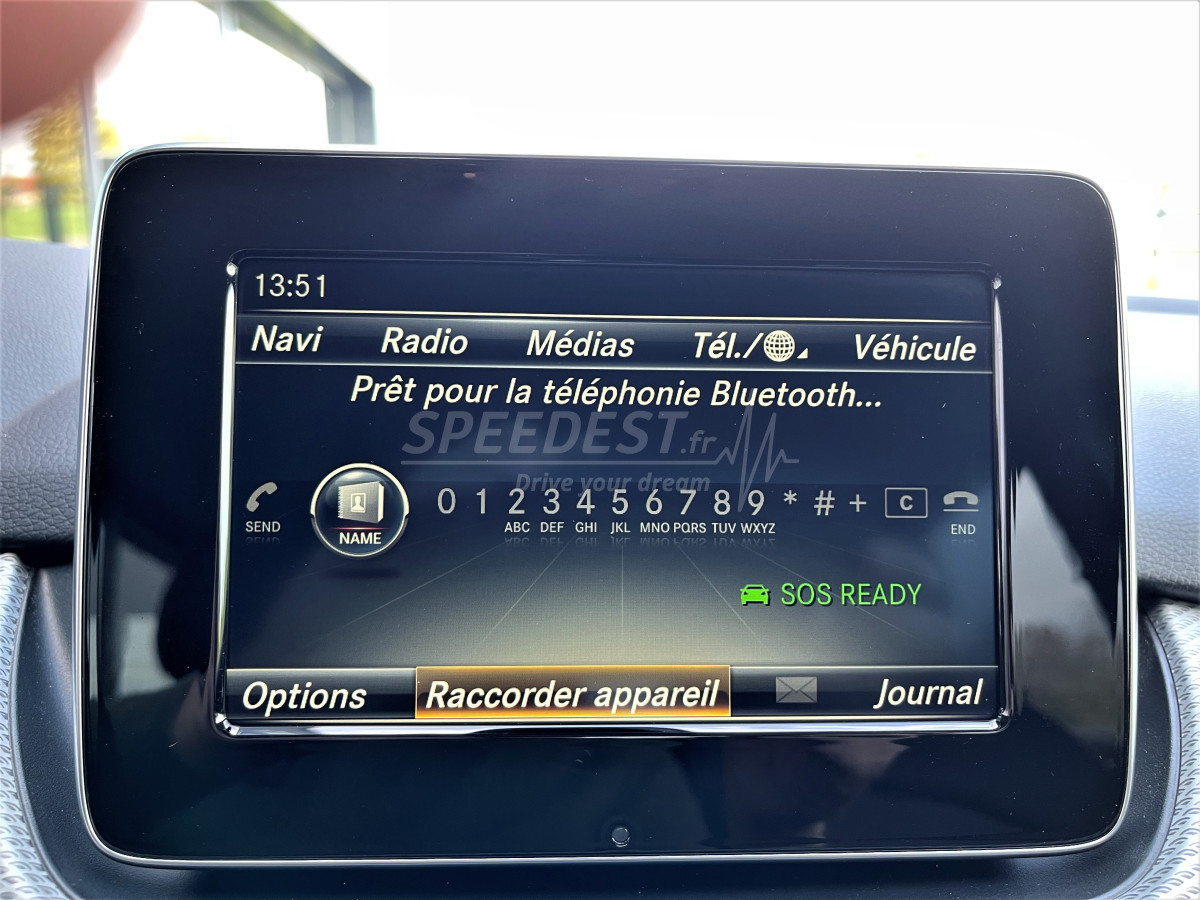 13:51
Navi Radio Médias Tél./ Véhicule
Prêt pour la téléphonie Bluetooth...
SPEEDEST.fr
Drive your dream
0 1 2 3 4 5 6 7 8 9 * # + C
SEND NAME ABC DEF GHI JKL MNO PQRS TUV WXYZ END
SOS READY
Options Raccorder appareil Journal